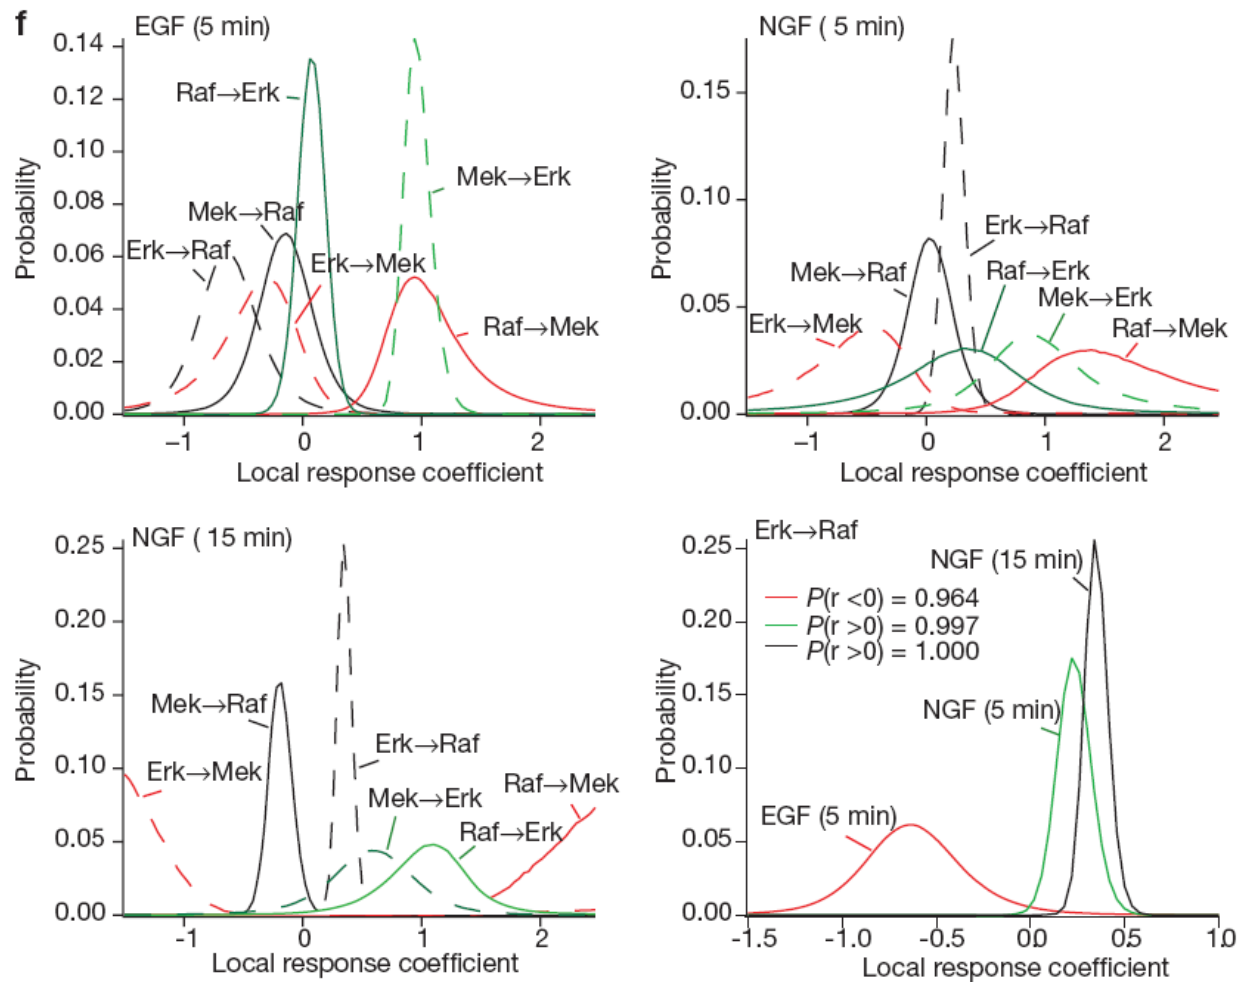 f
EGF (5 min)
0.14
0.12
0.10
0.08
0.06
0.04
0.02
0.00
Probability
Raf→Erk
Mek→Erk
Mek→Raf
Erk→Raf
Erk→Mek
Raf→Mek
–1
0
1
2
Local response coefficient
NGF ( 5 min)
0.15
0.10
0.05
0.00
Probability
Erk→Raf
Mek→Raf
Raf→Erk
Mek→Erk
Erk→Mek
Raf→Mek
–1
0
1
2
Local response coefficient
NGF ( 15 min)
0.25
0.20
0.15
0.10
0.05
0.00
Probability
Mek→Raf
Erk→Raf
Erk→Mek
Mek→Erk
Raf→Mek
Raf→Erk
-1
0
1
2
Local response coefficient
Erk→Raf
0.25
0.20
0.15
0.10
0.05
0.00
Probability
NGF (15 min)
P(r <0) = 0.964
P(r >0) = 0.997
P(r >0) = 1.000
NGF (5 min)
EGF (5 min)
-1.5
-1.0
-0.5
0.0
0.5
1.0
Local response coefficient